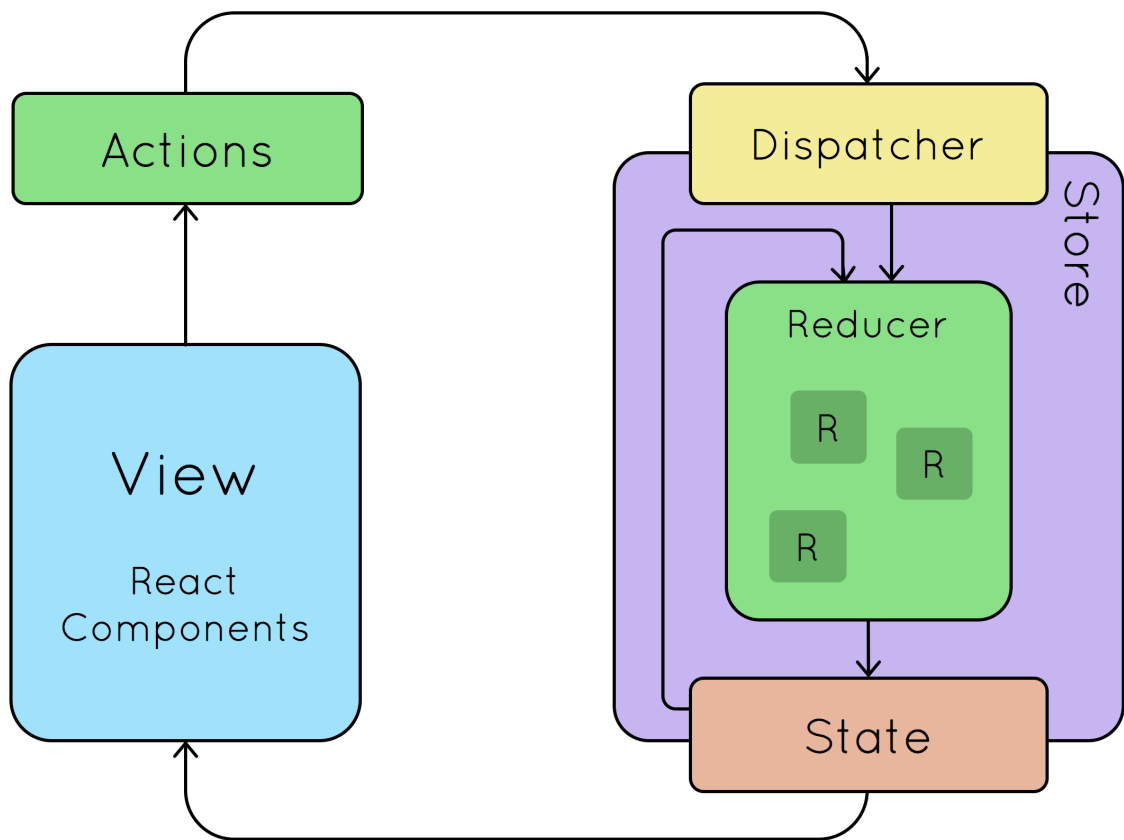 Actions
Dispatcher
Store
Reducer
R
R
R
View
React
Components
State